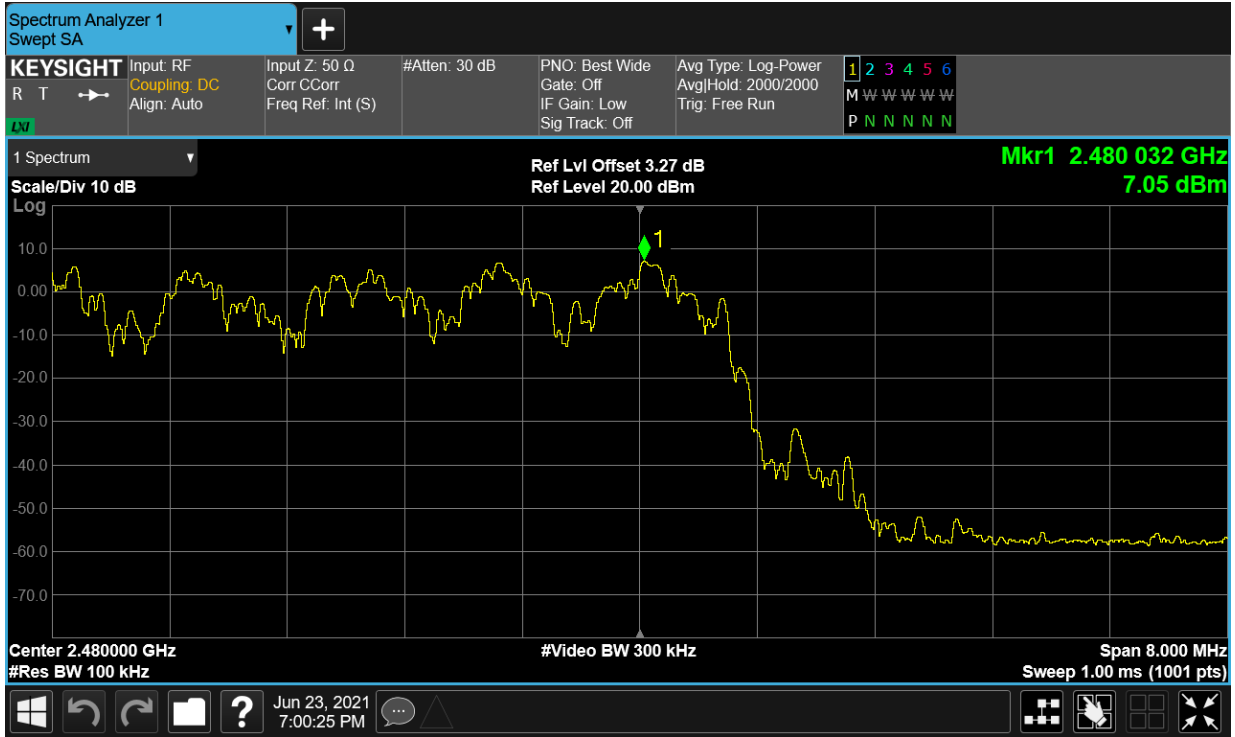 Spectrum Analyzer 1
Swept SA
KEYSIGHT
R T
LXI
Input: RF
Coupling: DC
Align: Auto
Input Z: 50 Ω
Corr CCorr
Freq Ref: Int (S)
#Atten: 30 dB
PNO: Best Wide
Gate: Off
IF Gain: Low
Sig Track: Off
Avg Type: Log-Power
Avg|Hold: 2000/2000
Trig: Free Run
1 2 3 4 5 6
M W W W W W
P N N N N N
1 Spectrum
Scale/Div 10 dB
Log
Ref Lvl Offset 3.27 dB
Ref Level 20.00 dBm
Mkr1 2.480 032 GHz
7.05 dBm
1
10.0
0.00
-10.0
-20.0
-30.0
-40.0
-50.0
-60.0
-70.0
Center 2.480000 GHz
#Video BW 300 kHz
Span 8.000 MHz
#Res BW 100 kHz
Sweep 1.00 ms (1001 pts)
?
Jun 23, 2021
7:00:25 PM